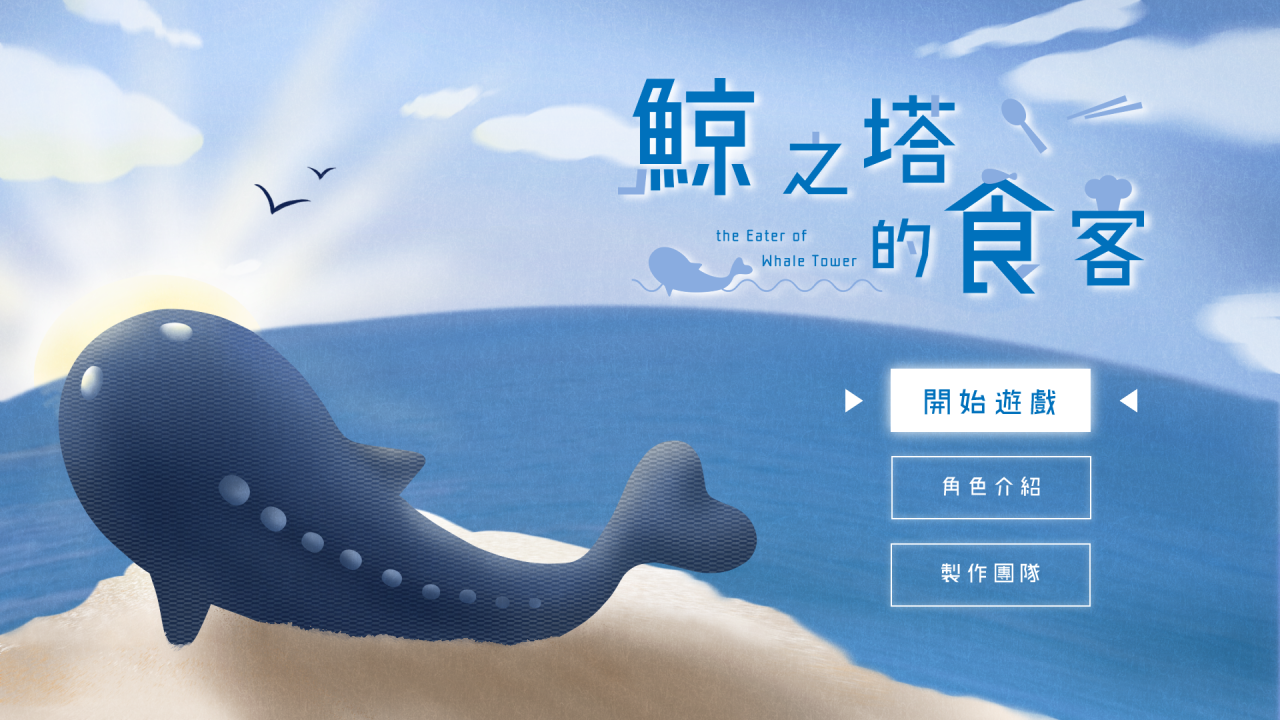 鯨之塔
的食客
the Eater of
Whale Tower
開始遊戲
角色介紹
製作團隊